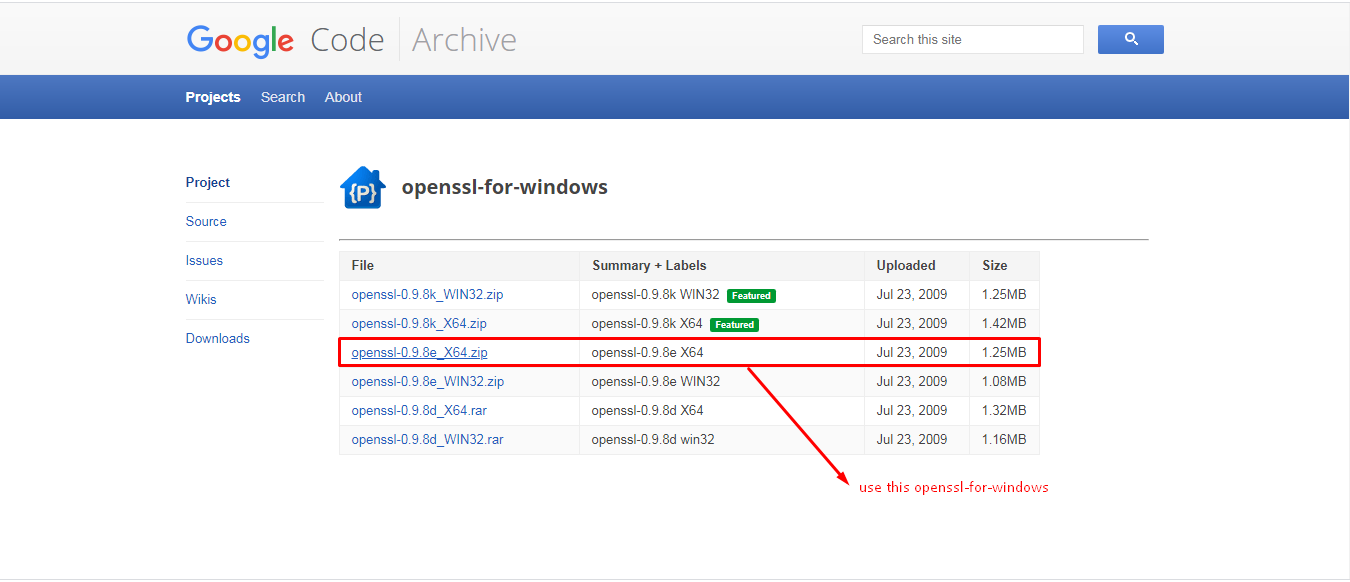 Google Code Archive
Search this site
Projects Search About
Project
Source
Issues
Wikis
Downloads
{P} openssl-for-windows
File Summary + Labels Uploaded Size
openssl-0.9.8k_WIN32.zip openssl-0.9.8k WIN32 Featured Jul 23, 2009 1.25MB
openssl-0.9.8k_X64.zip openssl-0.9.8k X64 Featured Jul 23, 2009 1.42MB
openssl-0.9.8e_X64.zip openssl-0.9.8e X64 Jul 23, 2009 1.25MB
openssl-0.9.8e_WIN32.zip openssl-0.9.8e WIN32 Jul 23, 2009 1.08MB
openssl-0.9.8d_X64.rar openssl-0.9.8d X64 Jul 23, 2009 1.32MB
openssl-0.9.8d_WIN32.rar openssl-0.9.8d win32 Jul 23, 2009 1.16MB
use this openssl-for-windows